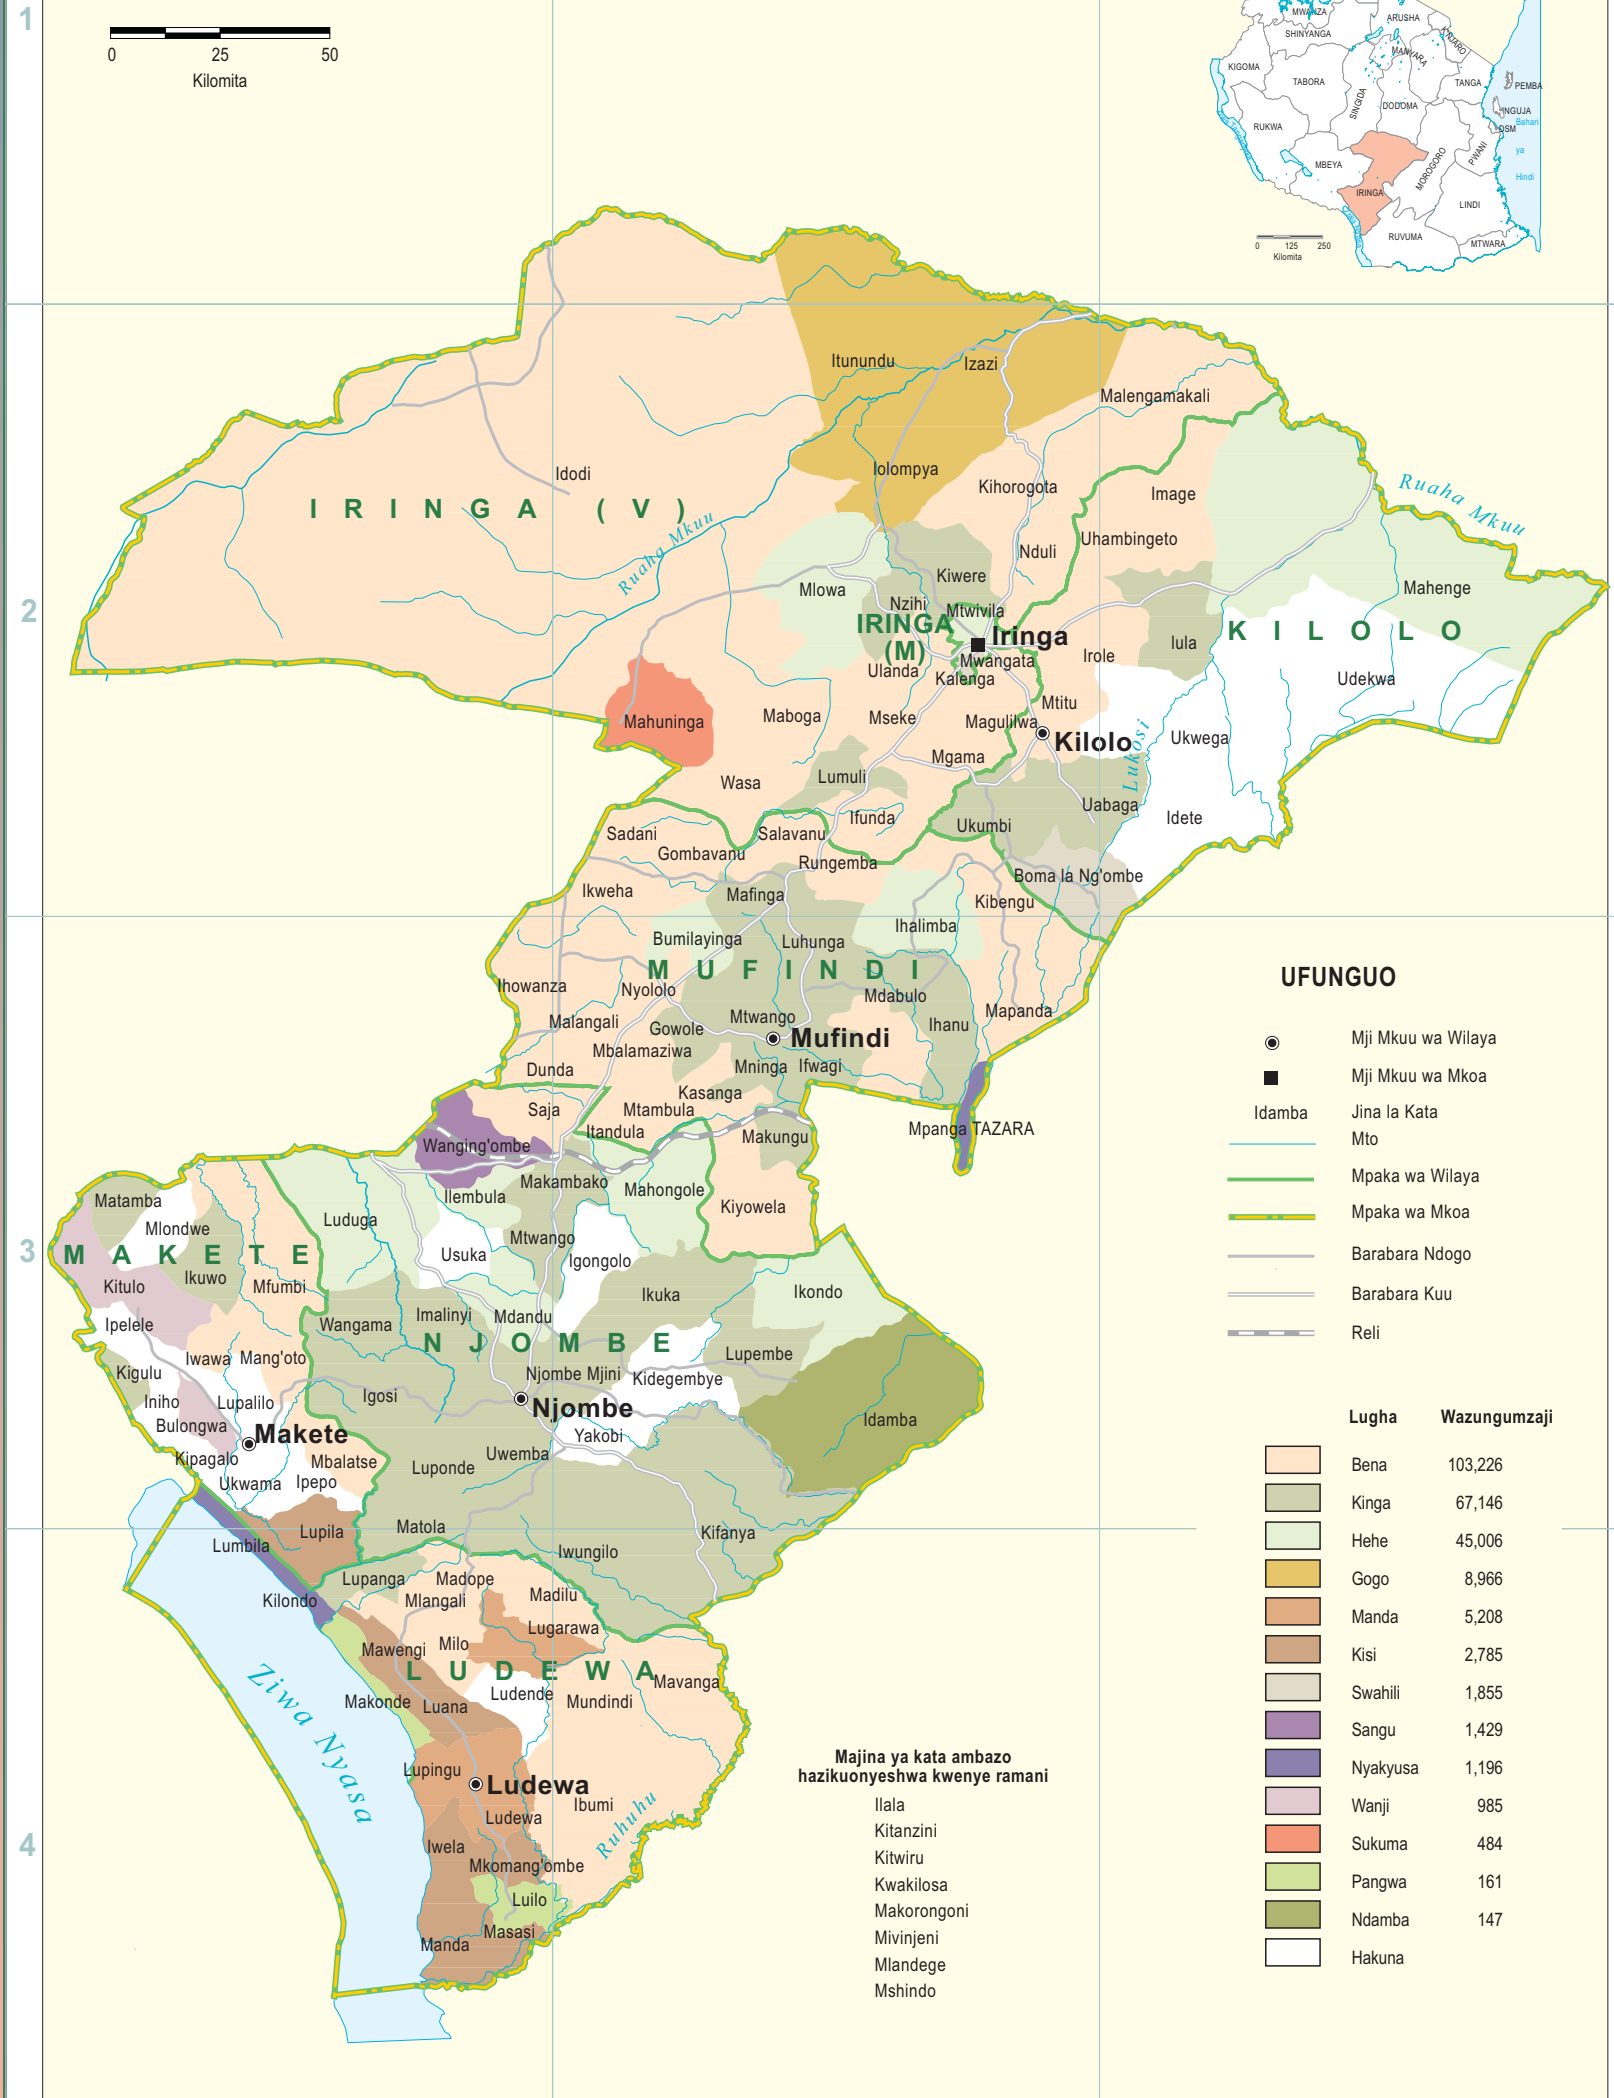 1
0 25 50
Kilomita
MWANZA
ARUSHA
SHINYANGA
MANYARA
KIGOMA
TABORA
SINGIDA
TANGA
PEMBA
DODOMA
RUKWA
DSM
Bahari
ya
Hindi
MBEYA
MOROGORO
PWANI
IRINGA
LINDI
RUVUMA
MTWARA
0 125 250
Kilomita
Itunundu
Izazi
Malengamakali
Idodi
Iolompya
Kihorogota
Image
IRINGA (V)
Ruaha Mkuu
Ruaha Mkuu
Uhambingeto
Nduli
Kiwere
Mlowa
Nzihi
Mtwivila
Mahenge
2
IRINGA
(M)
Iringa
KILOLO
Iula
Irole
Mwangata
Ulanda
Kalenga
Udekwa
Mtitu
Mahuninga
Maboga
Mseke
Magulilwa
Kilolo
Lukosi
Ukwega
Mgama
Wasa
Lumuli
Uabaga
Idete
Ifunda
Ukumbi
Sadani
Salavanu
Gombavanu
Rungemba
Boma la Ng'ombe
Ikweha
Mafinga
Kibengu
Ihalimba
Bumilayinga
Luhunga
MUFINDI
Ihowanza
Nyololo
Mdabulo
Mapanda
Malangali
Gowole
Mtwango
Ihanu
Mufindi
Mbalamaziwa
Dunda
Mninga
Ifwagi
Kasanga
Saja
Mtambula
Itandula
Makungu
Mpanga TAZARA
Wanging'ombe
Makambako
Ilembula
Mahongole
Matamba
Kiyowela
Mlondwe
Luduga
Mtwango
3
MAKETE
Usuka
Igongolo
Ikuwo
Kitulo
Mfumbi
Ikuka
Ikondo
Imalinyi
Mdandu
Ipelele
Wangama
NJOMBE
Iwawa
Mang'oto
Lupembe
Kigulu
Njombe Mjini
Kidegembye
Igosi
Iniho
Lupalilo
Njombe
Bulongwa
Makete
Idamba
Yakobi
Kipagalo
Mbalatse
Uwemba
Luponde
Ukwama
Ipepo
Lupila
Matola
Kifanya
Lumbila
Iwungilo
Lupanga
Madope
Kilondo
Mlangali
Madilu
Lugarawa
Mawengi
Milo
LUDEWA
Mavanga
Makonde
Luana
Ludende
Mundindi
Ziwa Nyasa
Lupingu
Ludewa
Ibumi
Ludewa
Ruhuhu
4
Iwela
Mkomang'ombe
Luilo
Masasi
Manda
UFUNGUO
Mji Mkuu wa Wilaya
Mji Mkuu wa Mkoa
Idamba Jina la Kata
Mto
Mpaka wa Wilaya
Mpaka wa Mkoa
Barabara Ndogo
Barabara Kuu
Reli
Lugha Wazungumzaji
Bena 103,226
Kinga 67,146
Hehe 45,006
Gogo 8,966
Manda 5,208
Kisi 2,785
Swahili 1,855
Sangu 1,429
Nyakyusa 1,196
Wanji 985
Sukuma 484
Pangwa 161
Ndamba 147
Hakuna
Majina ya kata ambazo
hazikuonyeshwa kwenye ramani
Ilala
Kitanzini
Kitwiru
Kwakilosa
Makorongoni
Mivinjeni
Mlandege
Mshindo